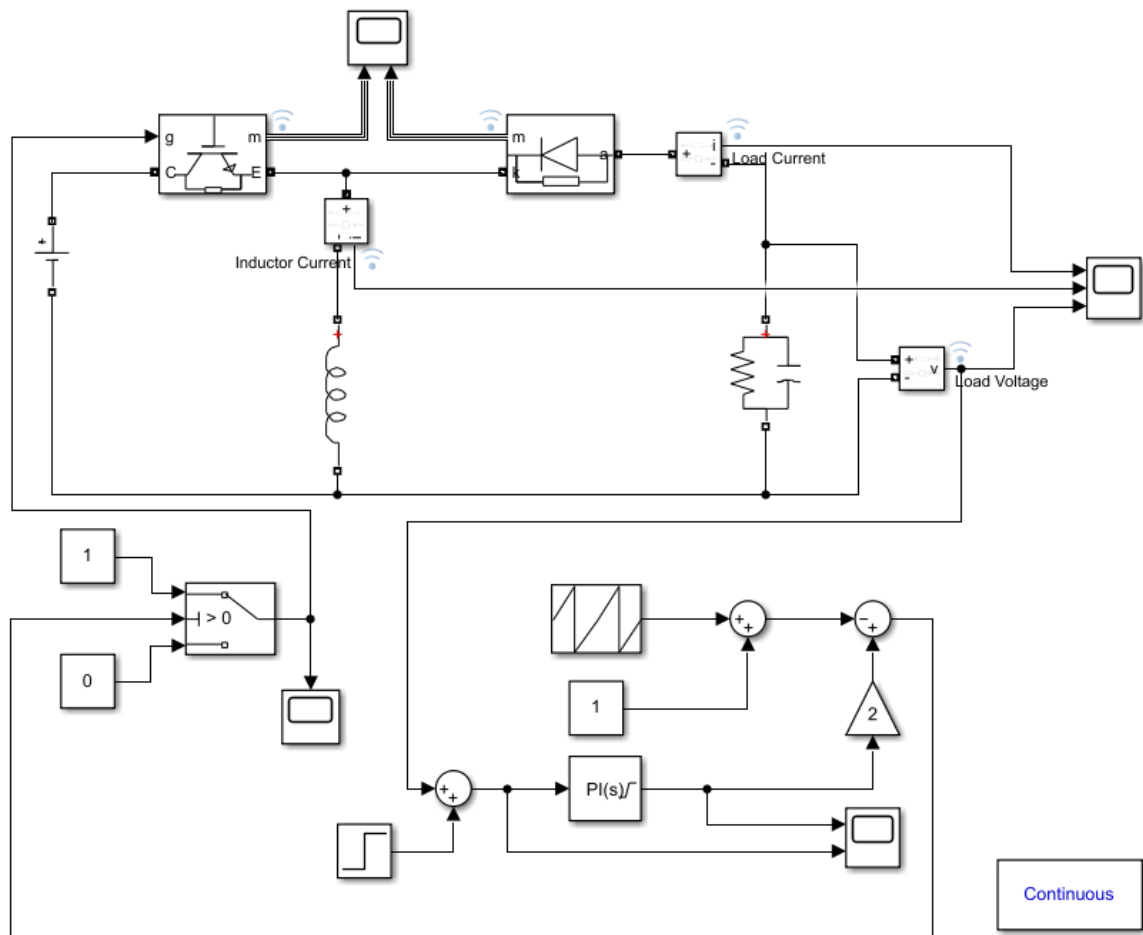 g
m
C
E
m
k
a
+
i
-
Load Current
+
+
-
i
Inductor Current
+
+
+
-
v
Load Voltage
1
> 0
0
+
+
-
+
1
2
+
+
PI(s)
Continuous